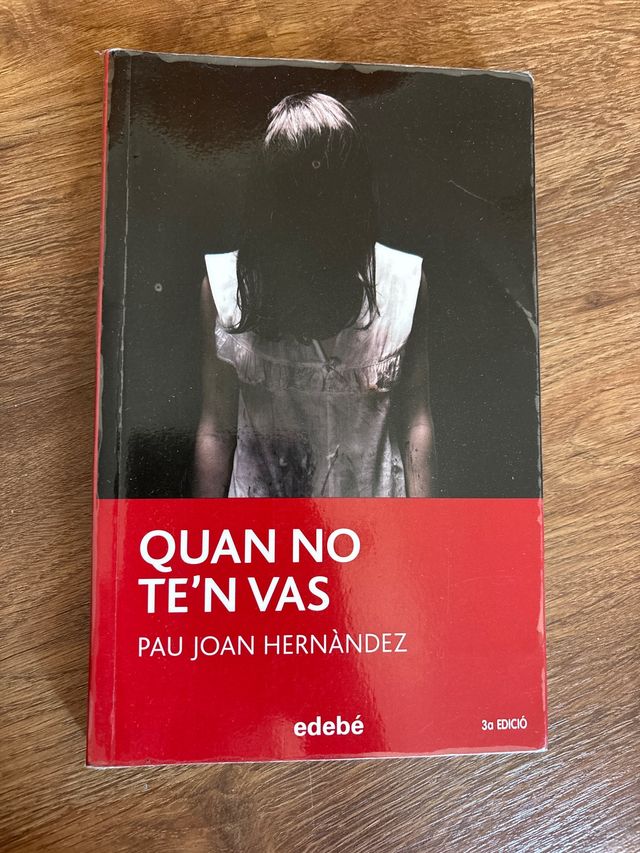 QUAN NO
TE'N VAS
PAU JOAN HERNÀNDEZ
edebé
3a EDICIÓ